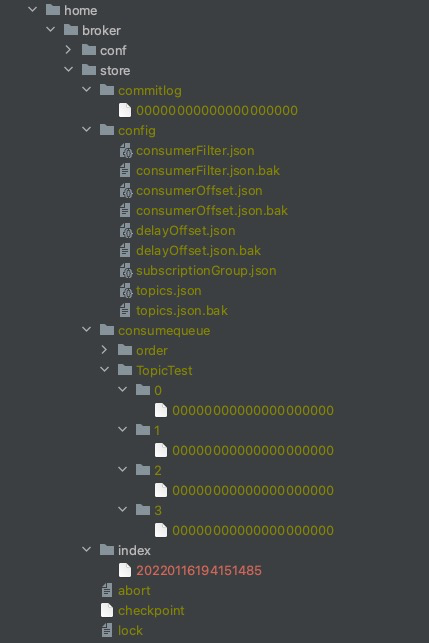 home
broker
conf
store
commitlog
00000000000000000000
config
consumerFilter.json
consumerFilter.json.bak
consumerOffset.json
consumerOffset.json.bak
delayOffset.json
delayOffset.json.bak
subscriptionGroup.json
topics.json
topics.json.bak
consumequeue
order
TopicTest
0
00000000000000000000
1
00000000000000000000
2
00000000000000000000
3
00000000000000000000
index
20220116194151485
abort
checkpoint
lock